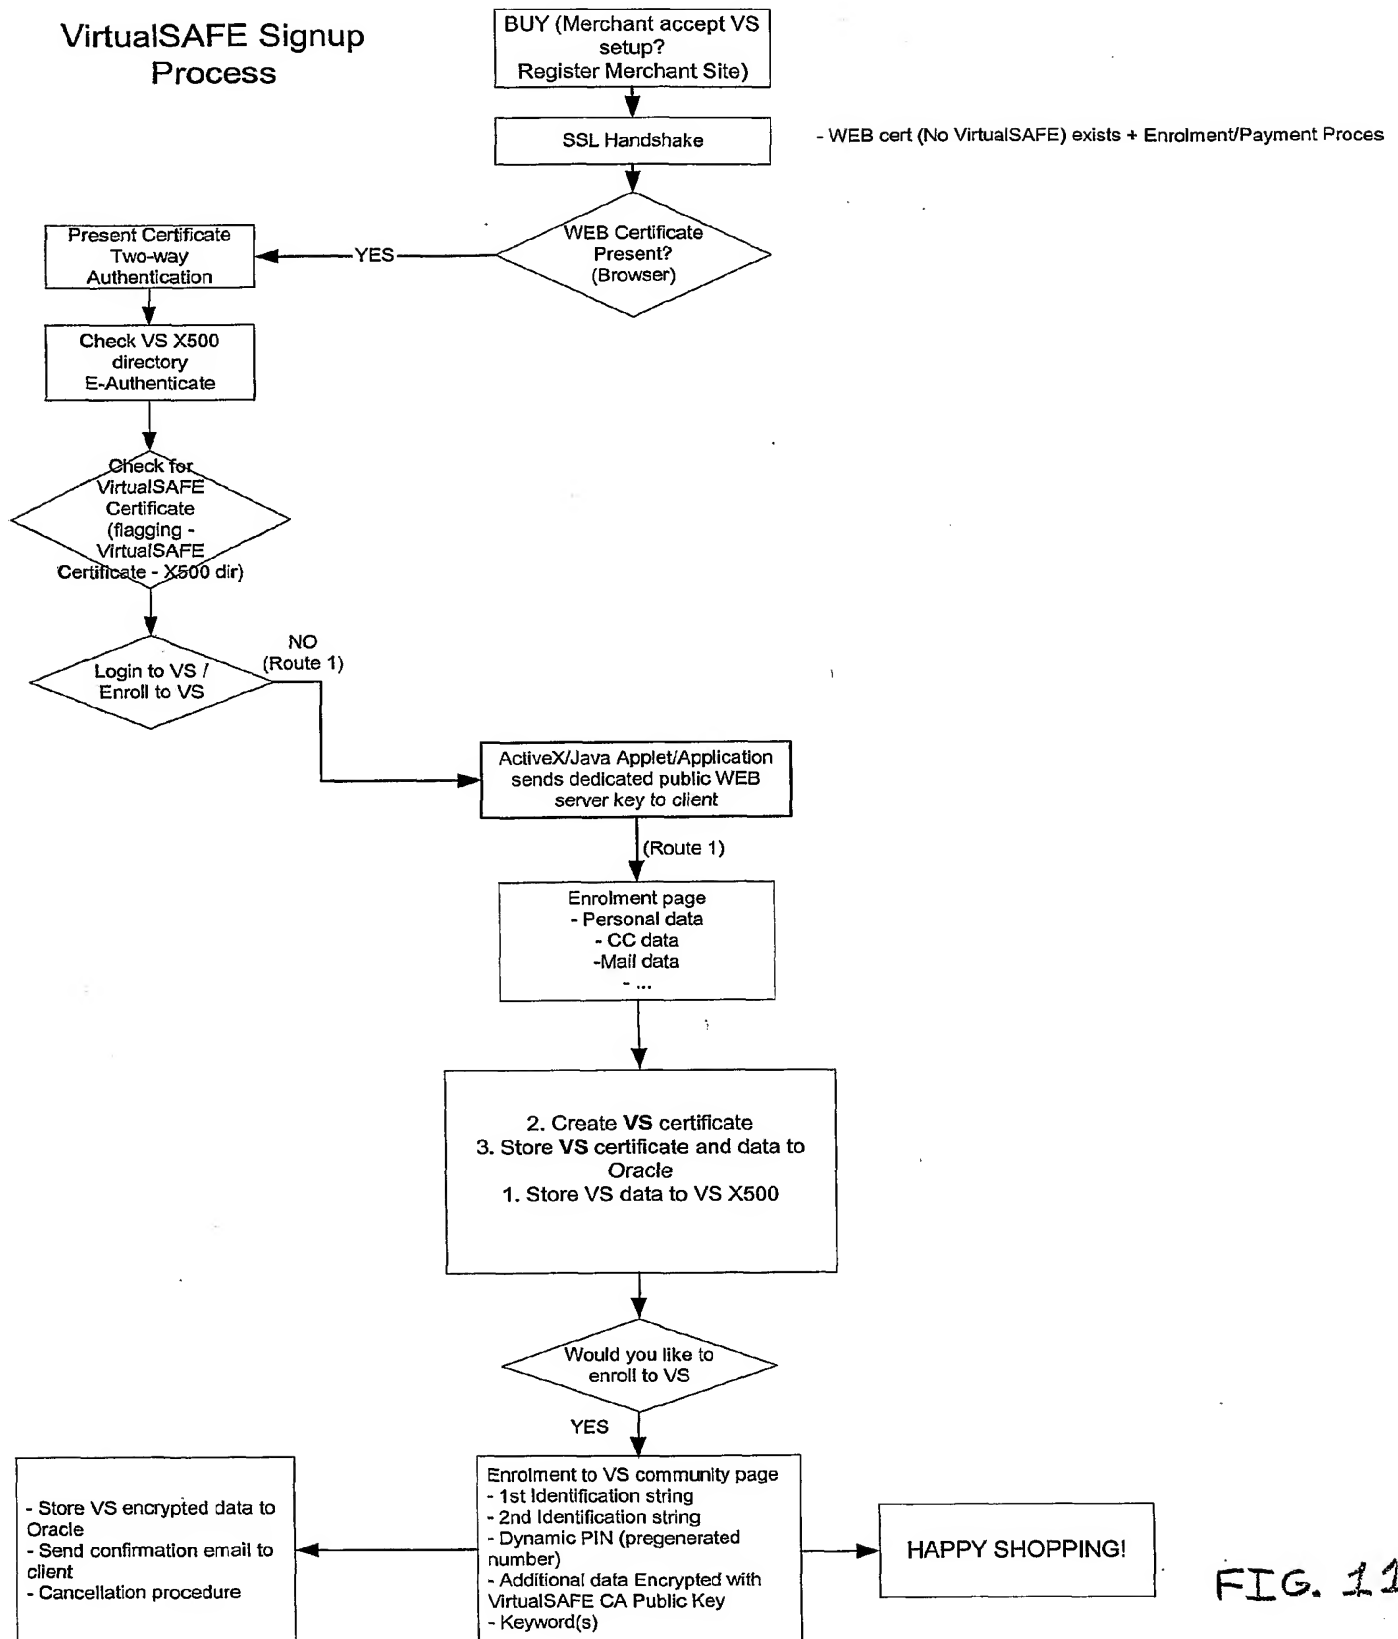 VirtualSAFE Signup
Process
BUY (Merchant accept VS
setup?
Register Merchant Site)
SSL Handshake
- WEB cert (No VirtualSAFE) exists + Enrolment/Payment Proces
WEB Certificate
Present?
(Browser)
YES
Present Certificate
Two-way
Authentication
Check VS X500
directory
E-Authenticate
Check for
VirtualSAFE
Certificate
(flagging -
VirtualSAFE
Certificate - X500 dir)
Login to VS /
Enroll to VS
NO
(Route 1)
ActiveX/Java Applet/Application
sends dedicated public WEB
server key to client
(Route 1)
Enrolment page
- Personal data
- CC data
-Mail data
- ...
2. Create VS certificate
3. Store VS certificate and data to
Oracle
1. Store VS data to VS X500
Would you like to
enroll to VS
YES
Enrolment to VS community page
- 1st Identification string
- 2nd Identification string
- Dynamic PIN (pregenerated
number)
- Additional data Encrypted with
VirtualSAFE CA Public Key
- Keyword(s)
- Store VS encrypted data to
Oracle
- Send confirmation email to
client
- Cancellation procedure
HAPPY SHOPPING!
FIG. 11